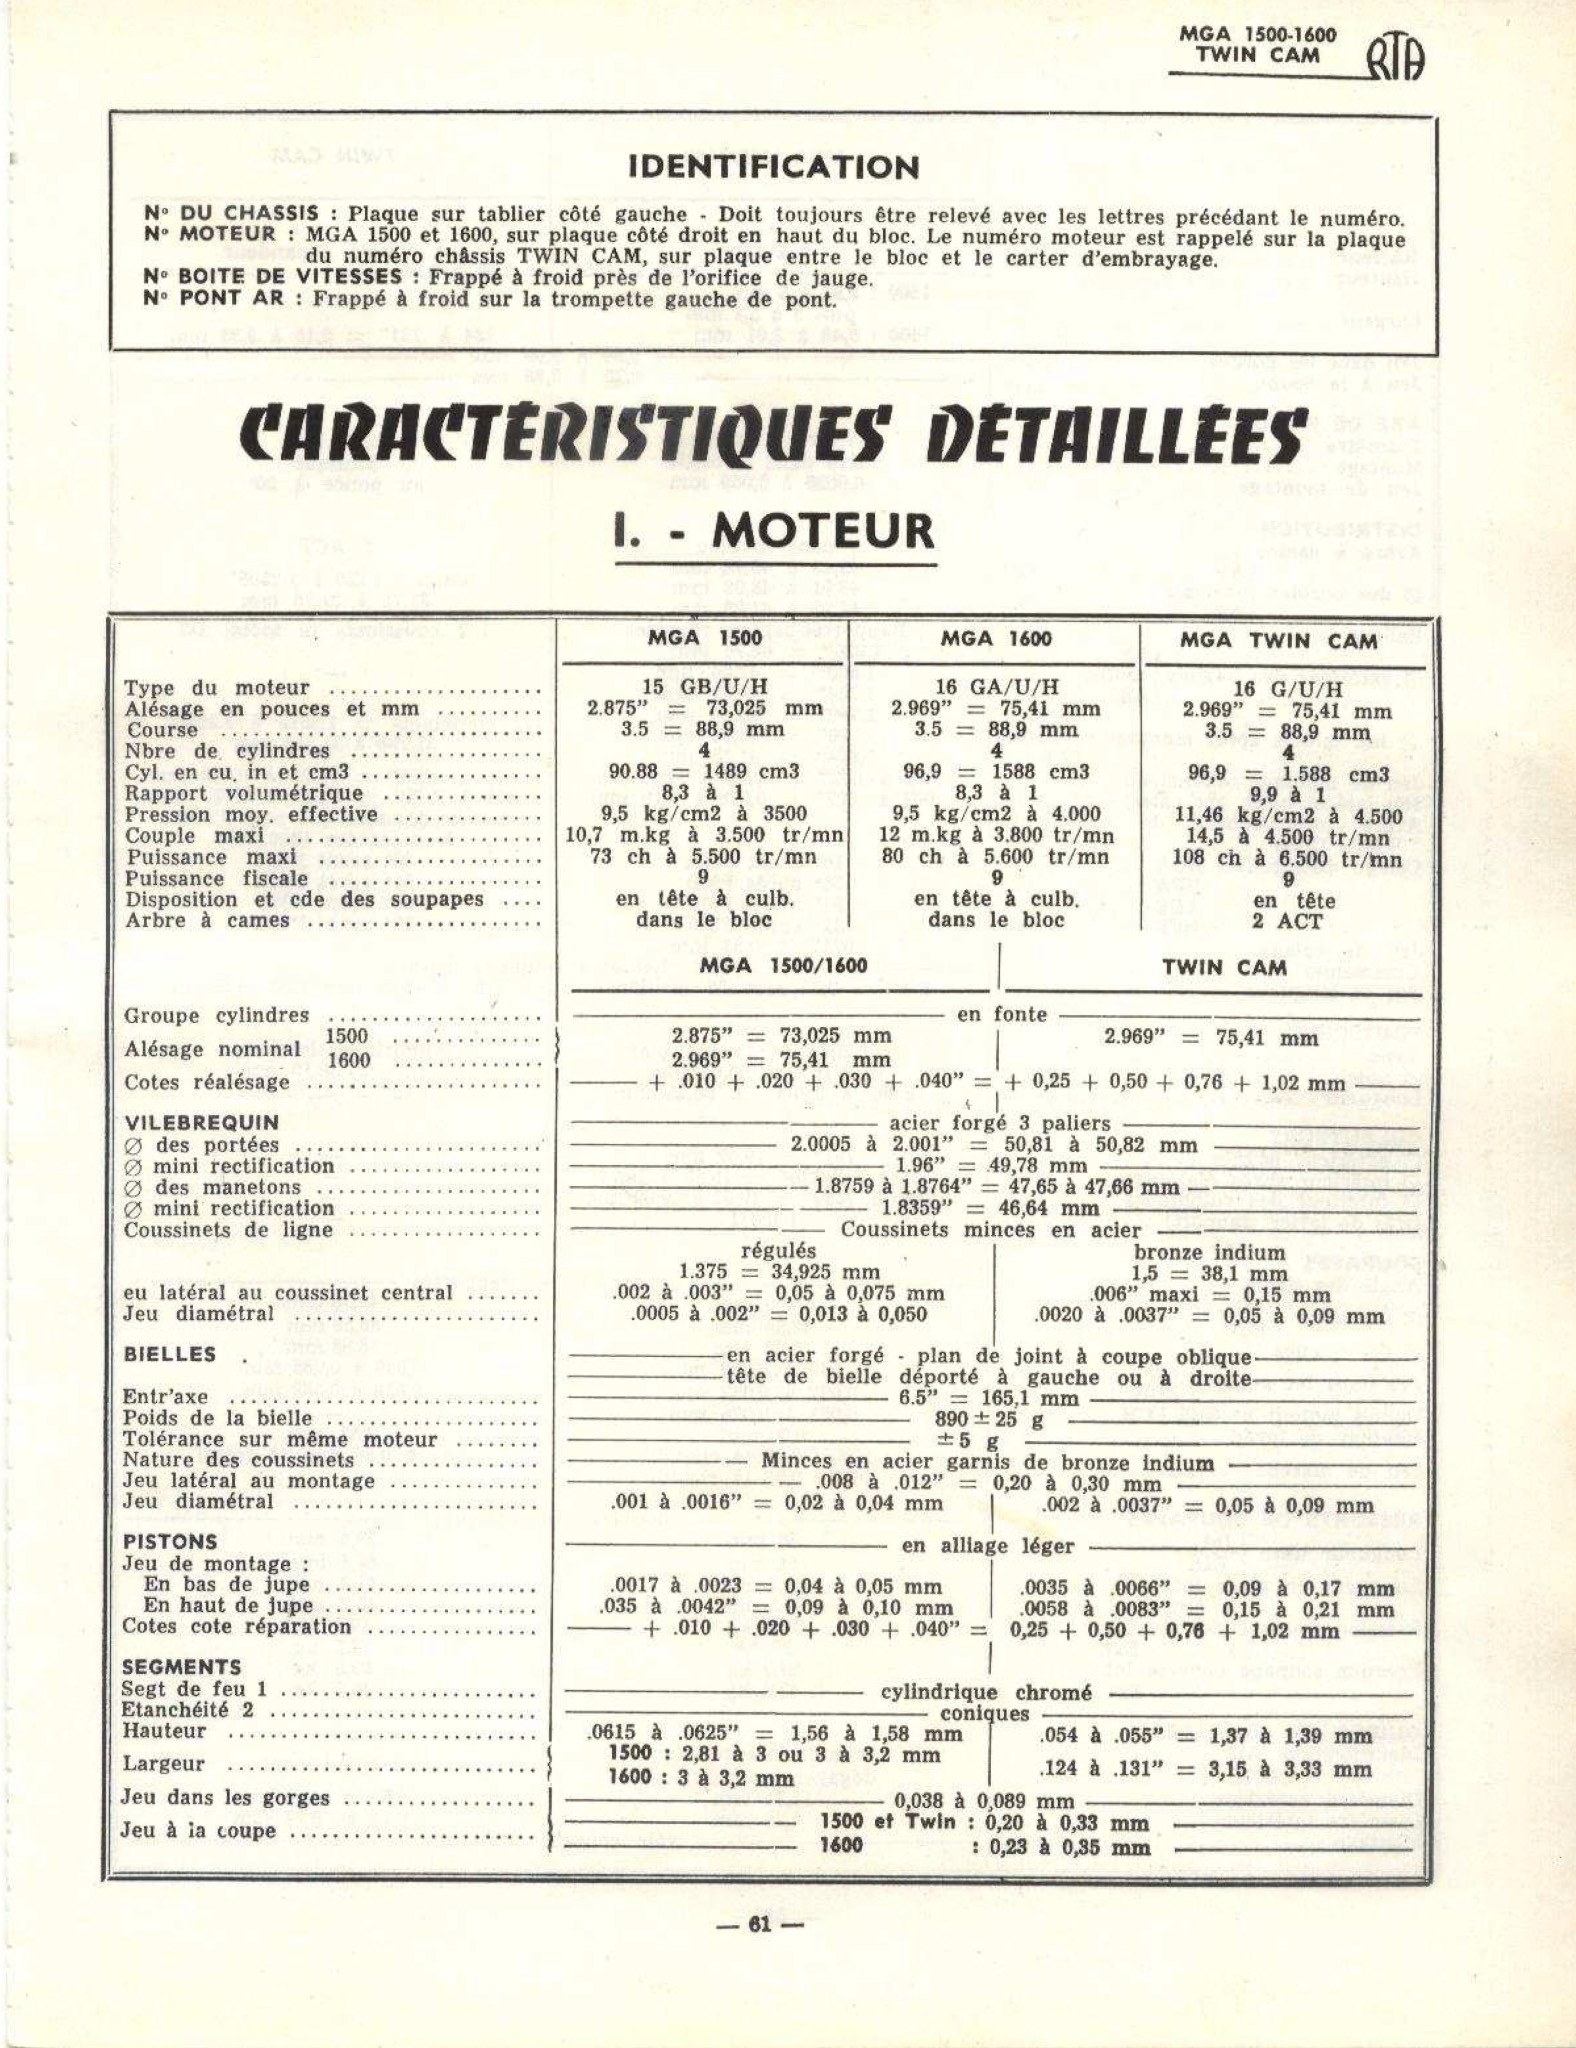 MGA 1500-1600
TWIN CAM
RTA
IDENTIFICATION
N° DU CHASSIS : Plaque sur tablier côté gauche - Doit toujours être relevé avec les lettres précédant le numéro.
N° MOTEUR : MGA 1500 et 1600, sur plaque côté droit en haut du bloc. Le numéro moteur est rappelé sur la plaque
du numéro châssis TWIN CAM, sur plaque entre le bloc et le carter d'embrayage.
N° BOITE DE VITESSES : Frappé à froid près de l'orifice de jauge.
N° PONT AR : Frappé à froid sur la trompette gauche de pont.
CARACTÉRISTIQUES DÉTAILLÉES
I. - MOTEUR
MGA 1500 MGA 1600 MGA TWIN CAM
Type du moteur .................... 15 GB/U/H 16 GA/U/H 16 G/U/H
Alésage en pouces et mm .......... 2.875" = 73,025 mm 2.969" = 75,41 mm 2.969" = 75,41 mm
Course .............................. 3.5 = 88,9 mm 3.5 = 88,9 mm 3.5 = 88,9 mm
Nbre de cylindres .................. 4 4 4
Cyl. en cu. in et cm3 ................. 90.88 = 1489 cm3 96,9 = 1588 cm3 96,9 = 1.588 cm3
Rapport volumétrique ............... 8,3 à 1 8,3 à 1 9,9 à 1
Pression moy. effective .............. 9,5 kg/cm2 à 3500 9,5 kg/cm2 à 4.000 11,46 kg/cm2 à 4.500
Couple maxi ........................ 10,7 m.kg à 3.500 tr/mn 12 m.kg à 3.800 tr/mn 14,5 à 4.500 tr/mn
Puissance maxi ..................... 73 ch à 5.500 tr/mn 80 ch à 5.600 tr/mn 108 ch à 6.500 tr/mn
Puissance fiscale .................... 9 9 9
Disposition et cde des soupapes .... en tête à culb. en tête à culb. en tête
Arbre à cames ...................... dans le bloc dans le bloc 2 ACT
MGA 1500/1600 TWIN CAM
Groupe cylindres .................... en fonte
Alésage nominal 1500 .............. 2.875" = 73,025 mm 2.969" = 75,41 mm
1600 .............. 2.969" = 75,41 mm
Cotes réalésage ...................... + .010 + .020 + .030 + .040" = + 0,25 + 0,50 + 0,76 + 1,02 mm
VILEBREQUIN acier forgé 3 paliers
∅ des portées ....................... 2.0005 à 2.001" = 50,81 à 50,82 mm
∅ mini rectification .................. 1.96" = 49,78 mm
∅ des manetons ..................... 1.8759 à 1.8764" = 47,65 à 47,66 mm
∅ mini rectification .................. 1.8359" = 46,64 mm
Coussinets de ligne .................. Coussinets minces en acier
régulés bronze indium
1.375 = 34,925 mm 1,5 = 38,1 mm
eu latéral au coussinet central ....... .002 à .003" = 0,05 à 0,075 mm .006" maxi = 0,15 mm
Jeu diamétral ....................... .0005 à .002" = 0,013 à 0,050 .0020 à .0037" = 0,05 à 0,09 mm
BIELLES . en acier forgé - plan de joint à coupe oblique
tête de bielle déporté à gauche ou à droite
Entr'axe ............................. 6.5" = 165,1 mm
Poids de la bielle .................... 890 ± 25 g
Tolérance sur même moteur ........ ± 5 g
Nature des coussinets ................ Minces en acier garnis de bronze indium
Jeu latéral au montage .............. .008 à .012" = 0,20 à 0,30 mm
Jeu diamétral ....................... .001 à .0016" = 0,02 à 0,04 mm .002 à .0037" = 0,05 à 0,09 mm
PISTONS en alliage léger
Jeu de montage :
En bas de jupe .................... .0017 à .0023 = 0,04 à 0,05 mm .0035 à .0066" = 0,09 à 0,17 mm
En haut de jupe .................... .035 à .0042" = 0,09 à 0,10 mm .0058 à .0083" = 0,15 à 0,21 mm
Cotes cote réparation ................ + .010 + .020 + .030 + .040" = 0,25 + 0,50 + 0,76 + 1,02 mm
SEGMENTS
Segt de feu 1 ........................ cylindrique chromé
Etanchéité 2 ......................... coniques
Hauteur ............................. .0615 à .0625" = 1,56 à 1,58 mm .054 à .055" = 1,37 à 1,39 mm
Largeur ............................. 1500 : 2,81 à 3 ou 3 à 3,2 mm .124 à .131" = 3,15 à 3,33 mm
1600 : 3 à 3,2 mm
Jeu dans les gorges .................. 0,038 à 0,089 mm
Jeu à la coupe ....................... 1500 et Twin : 0,20 à 0,33 mm
1600 : 0,23 à 0,35 mm
— 61 —